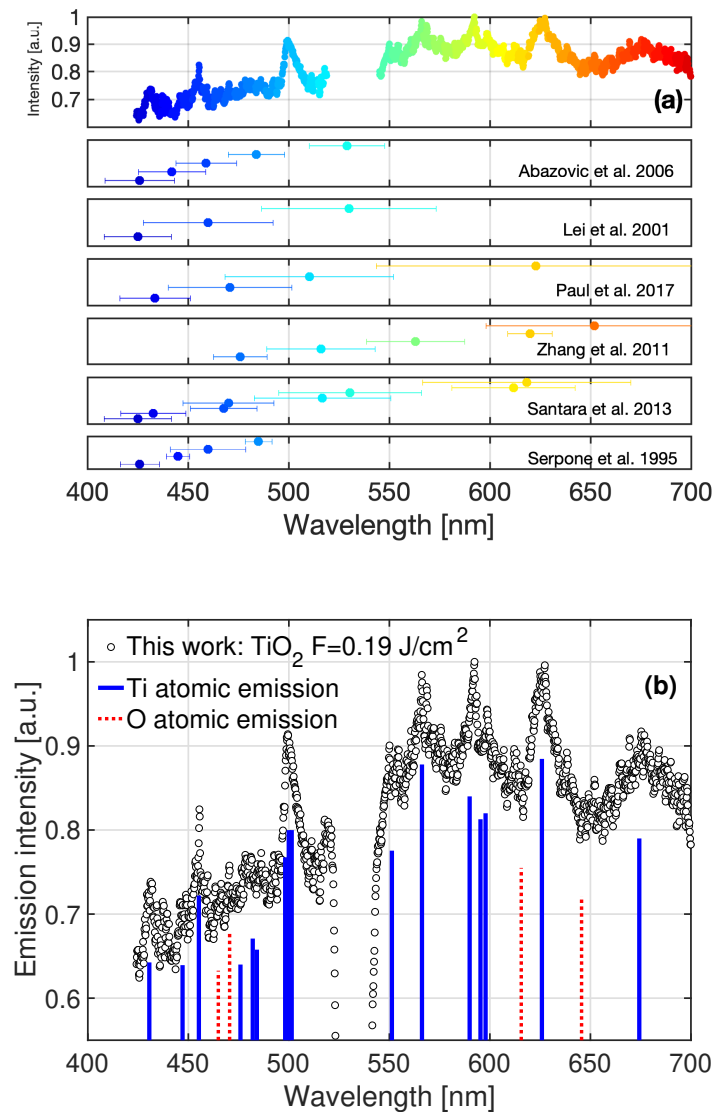 1
0.9
0.8
0.7
Intensity [a.u.]
(a)
Abazovic et al. 2006
Lei et al. 2001
Paul et al. 2017
Zhang et al. 2011
Santara et al. 2013
Serpone et al. 1995
400 450 500 550 600 650 700
Wavelength [nm]
This work: TiO₂ F=0.19 J/cm²
Ti atomic emission
O atomic emission
(b)
1
0.9
0.8
0.7
0.6
Emission intensity [a.u.]
400 450 500 550 600 650 700
Wavelength [nm]